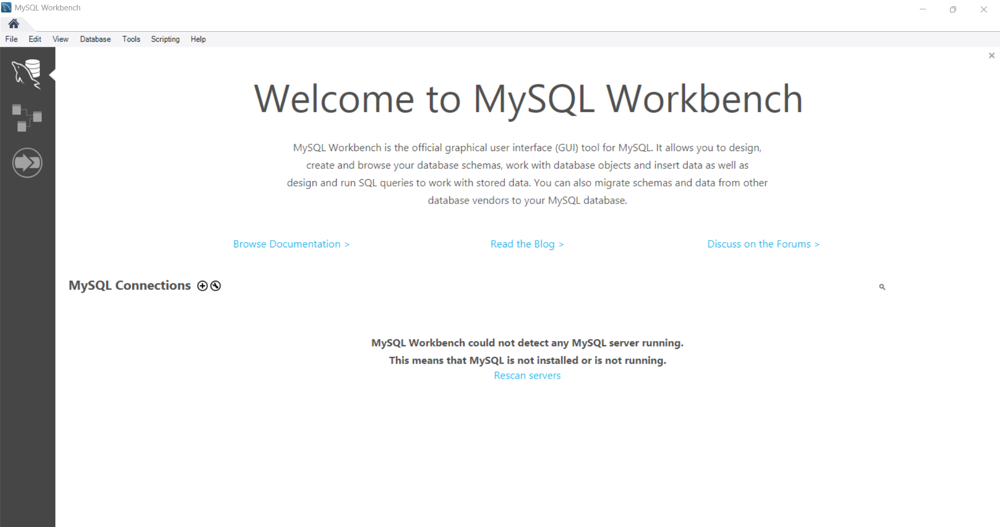 MySQL Workbench
File Edit View Database Tools Scripting Help
Welcome to MySQL Workbench
MySQL Workbench is the official graphical user interface (GUI) tool for MySQL. It allows you to design,
create and browse your database schemas, work with database objects and insert data as well as
design and run SQL queries to work with stored data. You can also migrate schemas and data from other
database vendors to your MySQL database.
Browse Documentation > Read the Blog > Discuss on the Forums >
MySQL Connections
MySQL Workbench could not detect any MySQL server running.
This means that MySQL is not installed or is not running.
Rescan servers